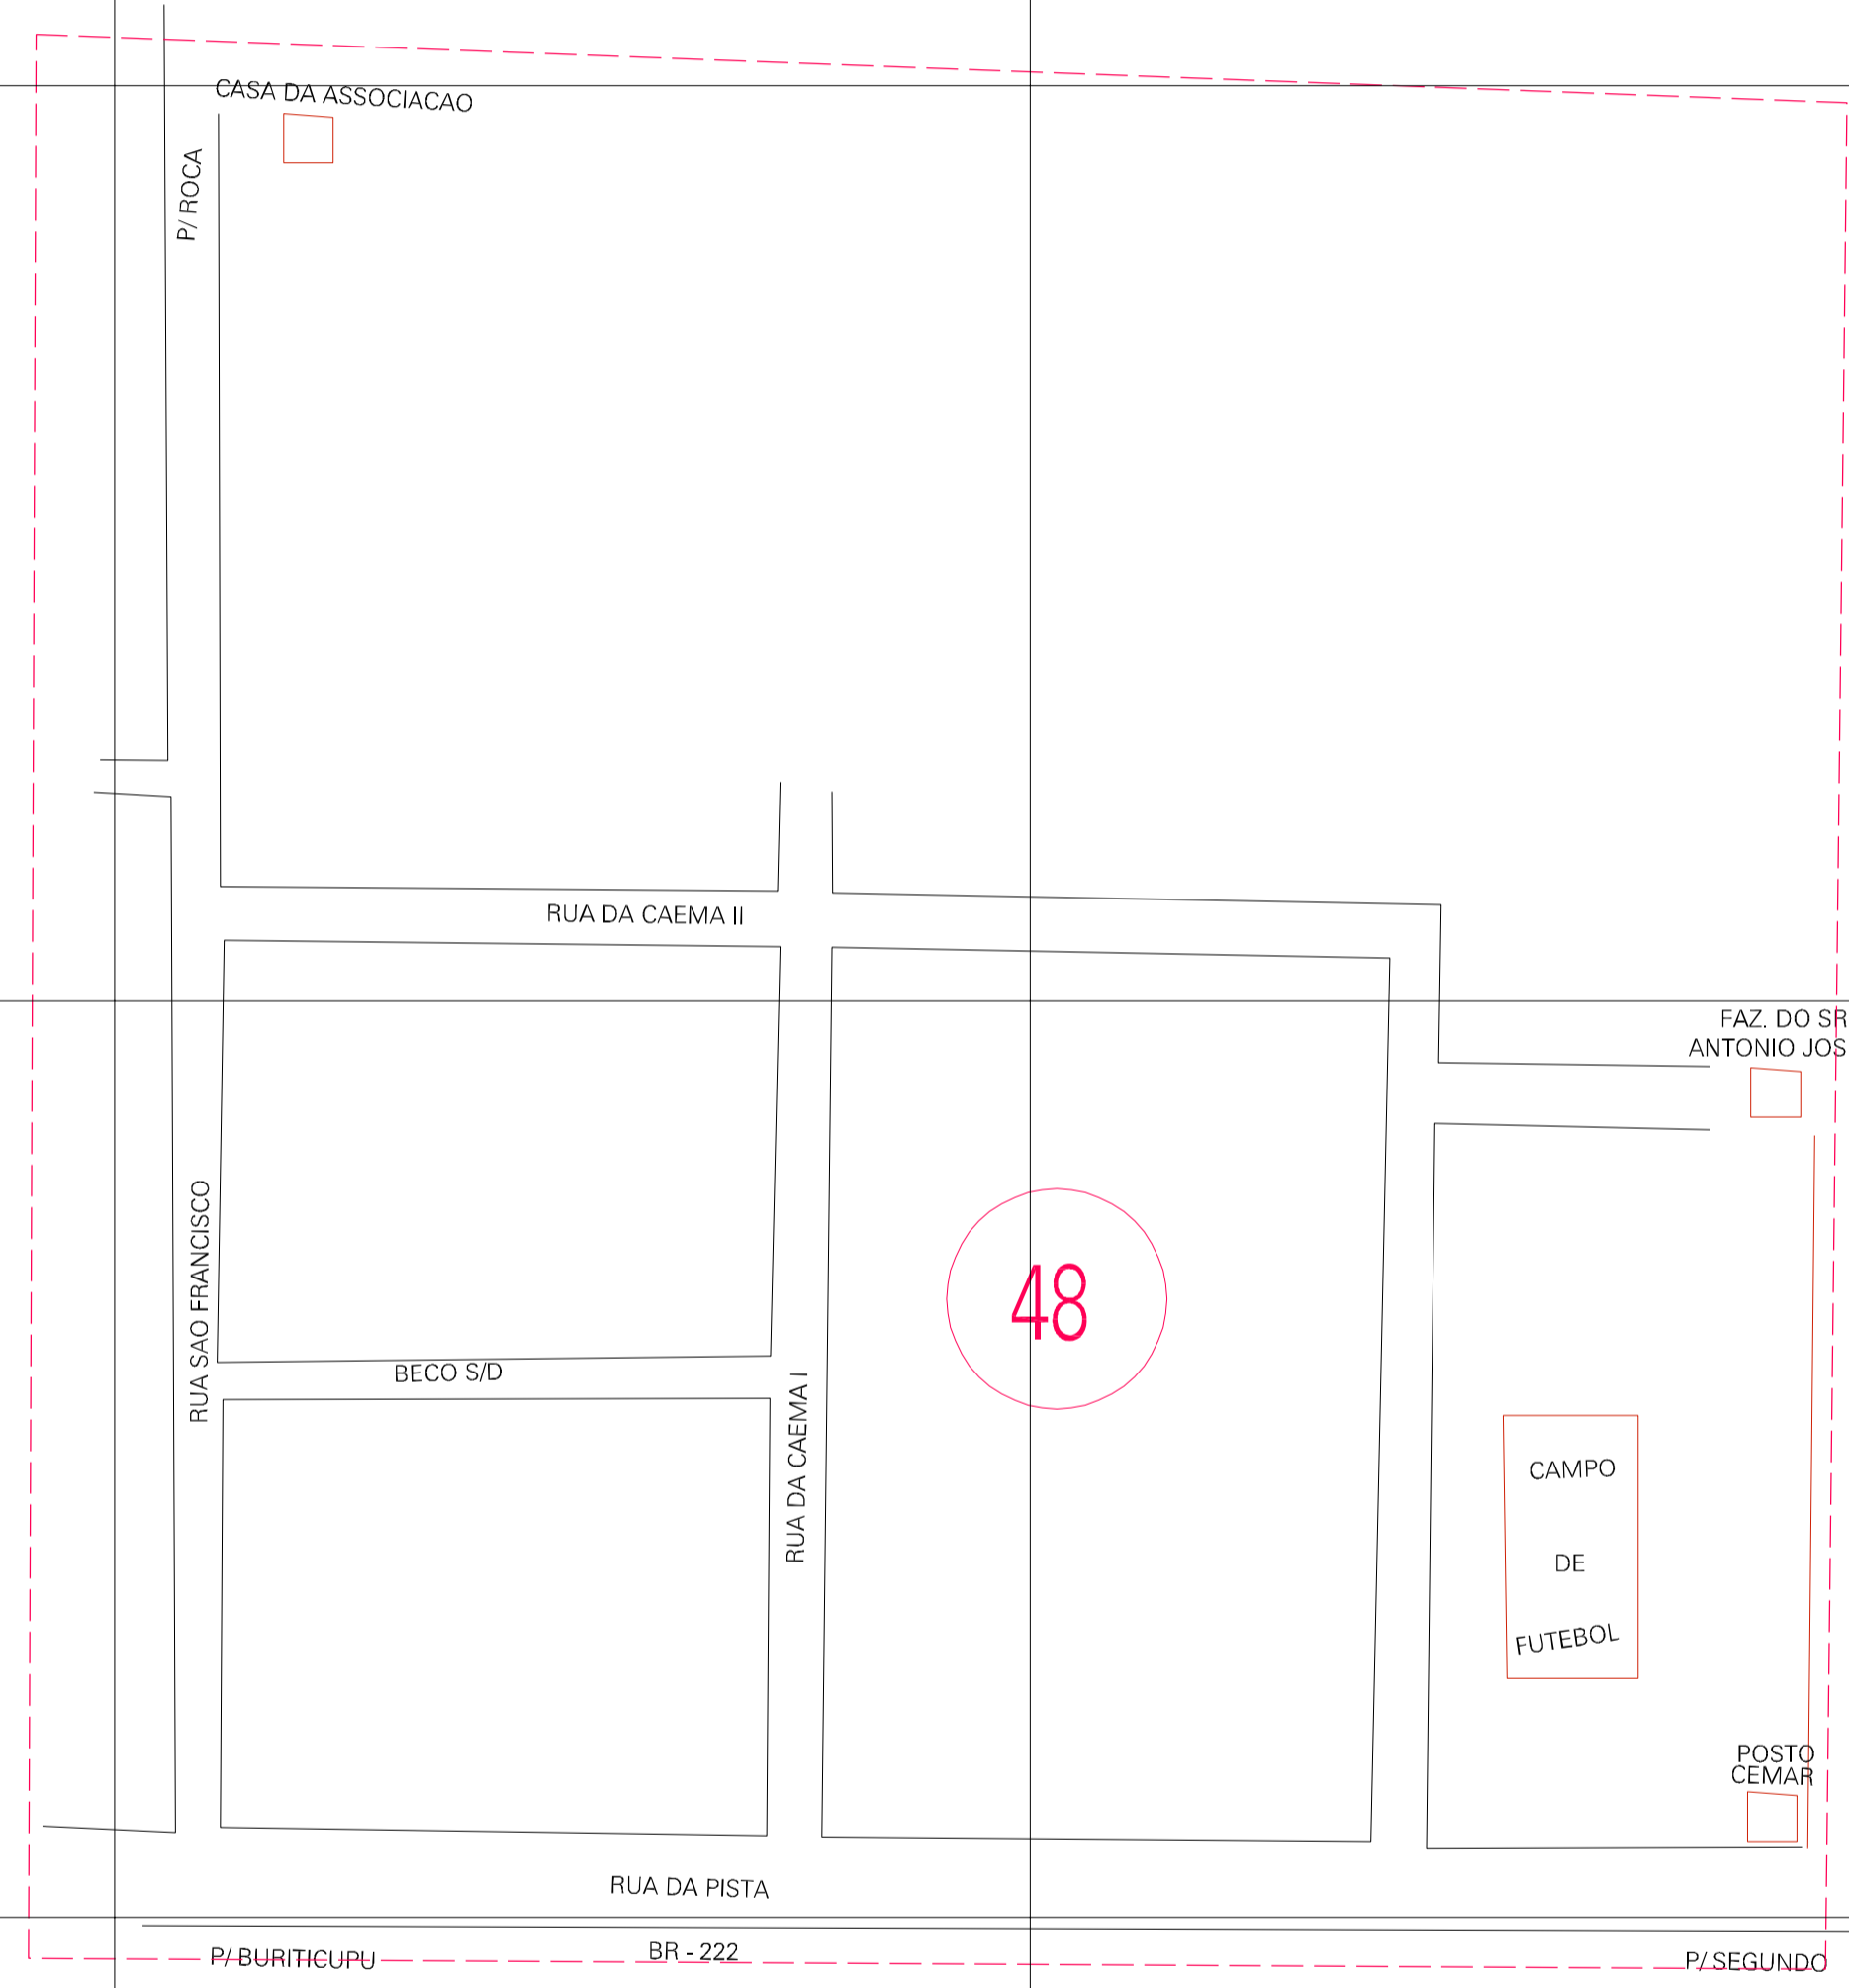 CASA DA ASSOCIACAO
P/ ROCA
RUA DA CAEMA II
FAZ. DO SR
ANTONIO JOS
RUA SAO FRANCISCO
48
BECO S/D
RUA DA CAEMA I
CAMPO
DE
FUTEBOL
POSTO
CEMAR
RUA DA PISTA
P/ BURITICUPU
BR - 222
P/ SEGUNDO